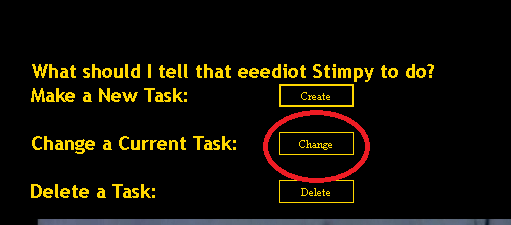 What should I tell that eeediot Stimpy to do?
Make a New Task: Create
Change a Current Task: Change
Delete a Task: Delete